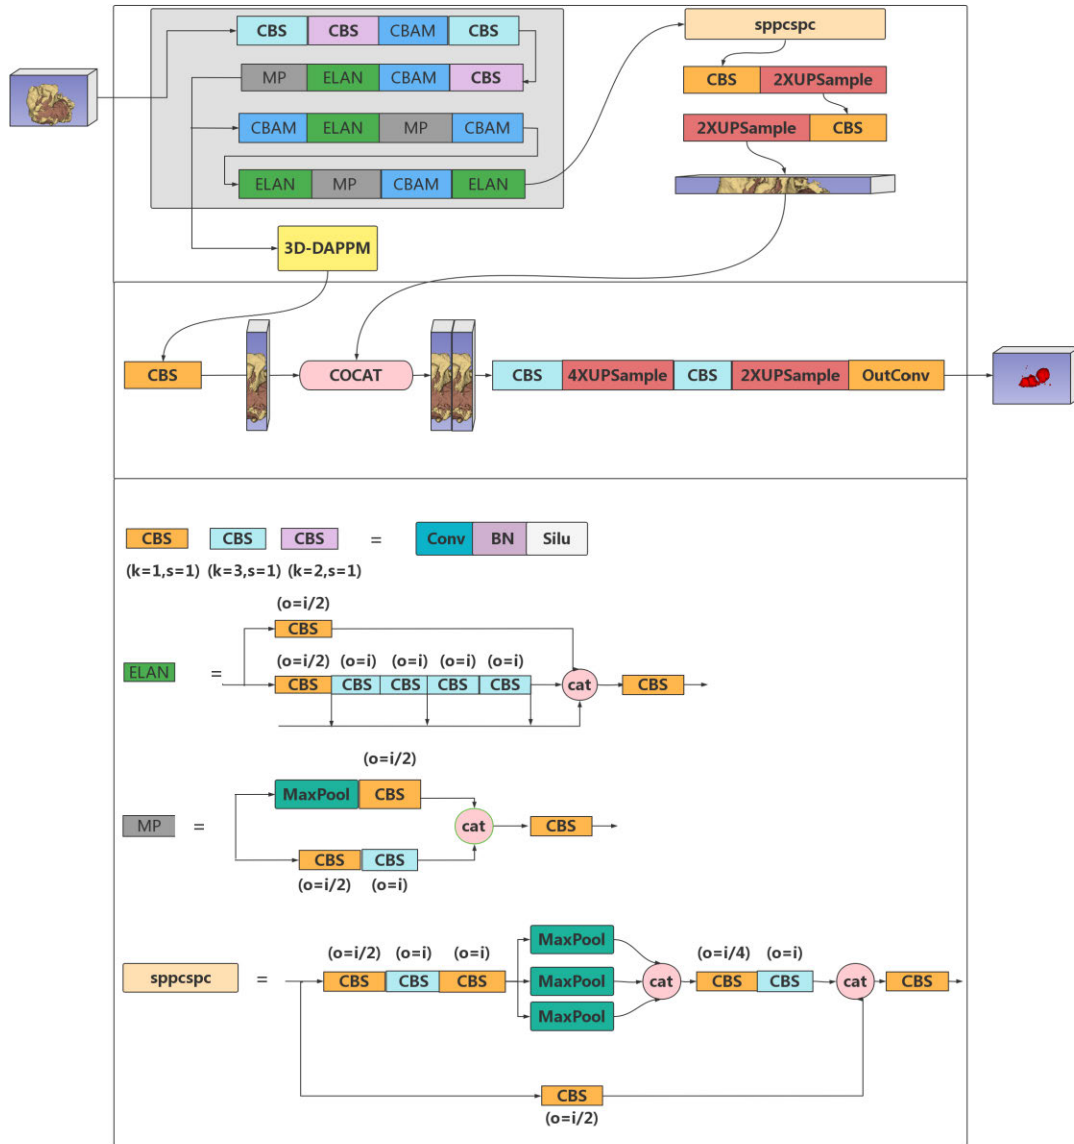 CBS CBS CBAM CBS
MP ELAN CBAM CBS
CBAM ELAN MP CBAM
ELAN MP CBAM ELAN
sppcspc
CBS 2XUPSample
2XUPSample CBS
3D-DAPPM
CBS COCAT CBS 4XUPSample CBS 2XUPSample OutConv
CBS CBS CBS = Conv BN Silu
(k=1,s=1) (k=3,s=1) (k=2,s=1)
(o=i/2)
CBS
ELAN =
(o=i/2) (o=i) (o=i) (o=i) (o=i)
CBS CBS CBS CBS CBS cat CBS
(o=i/2)
MaxPool CBS
MP = cat CBS
CBS CBS
(o=i/2) (o=i)
MaxPool
(o=i/2) (o=i) (o=i) (o=i/4) (o=i)
sppcspc = CBS CBS CBS MaxPool cat CBS CBS cat CBS
MaxPool
CBS
(o=i/2)